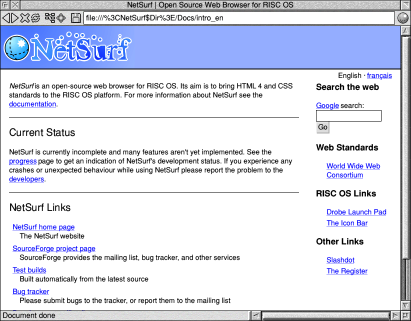 NetSurf | Open Source Web Browser for RISC OS
file:///%3CNetSurf$Dir%3E/Docs/intro_en
NetSurf
English · français
NetSurf is an open-source web browser for RISC OS. Its aim is to bring HTML 4 and CSS
standards to the RISC OS platform. For more information about NetSurf see the
documentation.
Current Status
NetSurf is currently incomplete and many features aren't yet implemented. See the
progress page to get an indication of NetSurf's development status. If you experience any
crashes or unexpected behaviour while using NetSurf please report the problem to the
developers.
NetSurf Links
NetSurf home page
The NetSurf website
SourceForge project page
SourceForge provides the mailing list, bug tracker, and other services
Test builds
Built automatically from the latest source
Bug tracker
Please submit bugs to the tracker, or report them to the mailing list
Search the web
Google search:
Go
Web Standards
World Wide Web
Consortium
RISC OS Links
Drobe Launch Pad
The Icon Bar
Other Links
Slashdot
The Register
Document done